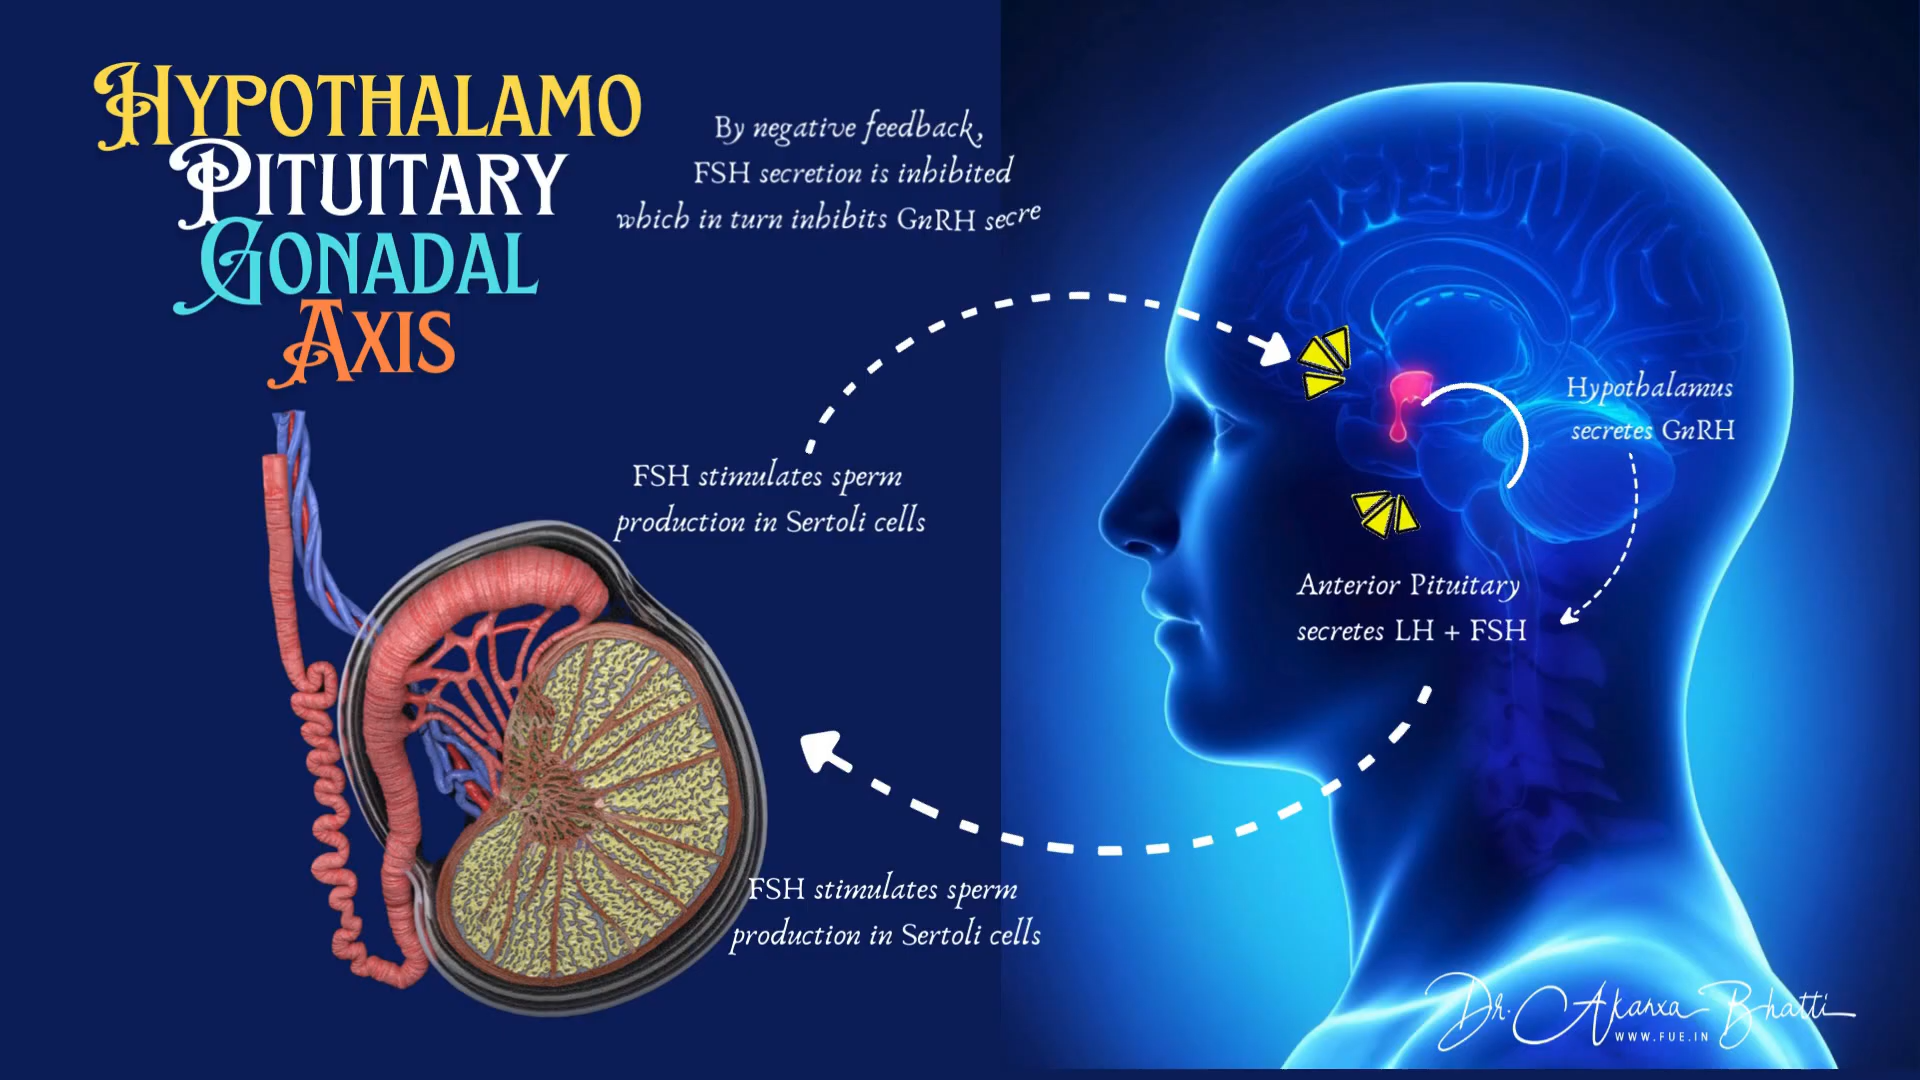 HYPOTHALAMO
PITUITARY
GONADAL
AXIS
By negative feedback,
FSH secretion is inhibited
which in turn inhibits GnRH secre
Hypothalamus
secretes GnRH
FSH stimulates sperm
production in Sertoli cells
Anterior Pituitary
secretes LH + FSH
FSH stimulates sperm
production in Sertoli cells
Dr. Akanxa Bhatti
WWW.FUE.IN